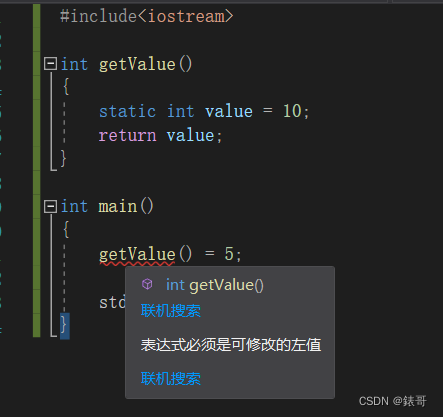 #include<iostream>
int getValue()
{
static int value = 10;
return value;
}
int main()
{
getValue() = 5;
int getValue()
std
联机搜索
表达式必须是可修改的左值
}
联机搜索
CSDN @錶哥